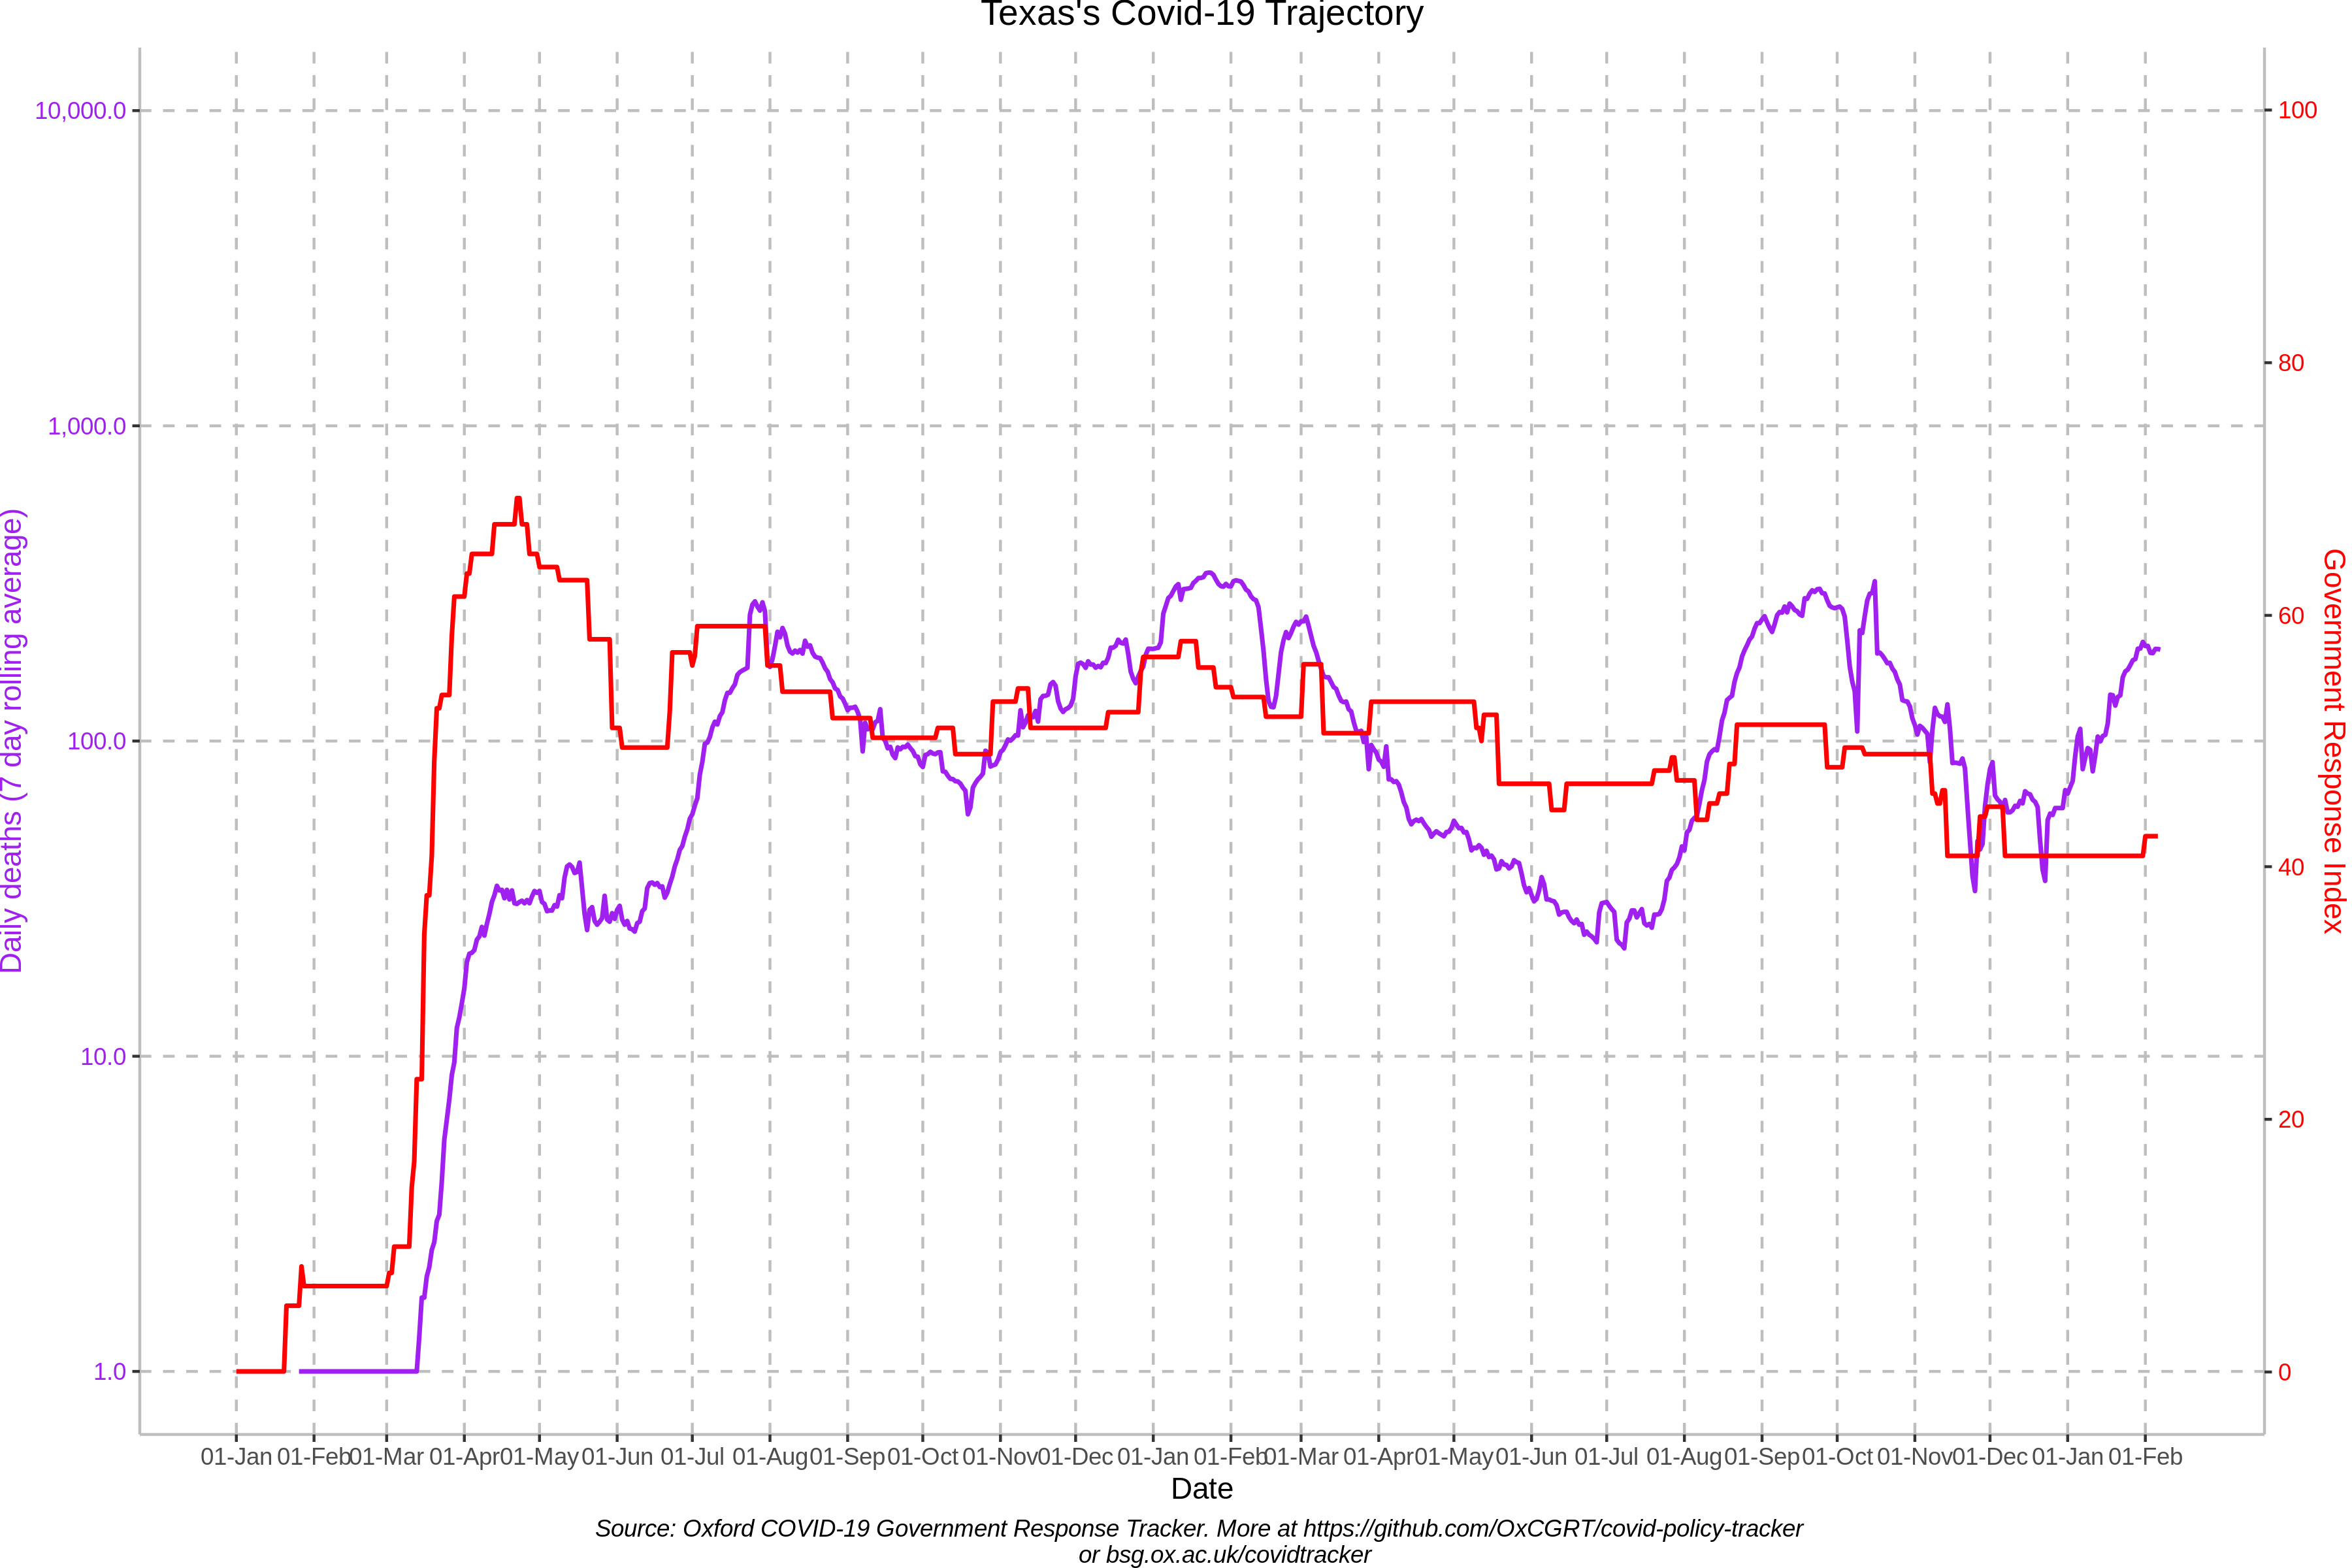 Texas's Covid-19 Trajectory
10,000.0
1,000.0
100.0
10.0
1.0
Daily deaths (7 day rolling average)
100
80
60
40
20
0
Government Response Index
01-Jan 01-Feb 01-Mar 01-Apr 01-May 01-Jun 01-Jul 01-Aug 01-Sep 01-Oct 01-Nov 01-Dec 01-Jan 01-Feb 01-Mar 01-Apr 01-May 01-Jun 01-Jul 01-Aug 01-Sep 01-Oct 01-Nov 01-Dec 01-Jan 01-Feb
Date
Source: Oxford COVID-19 Government Response Tracker. More at https://github.com/OxCGRT/covid-policy-tracker
or bsg.ox.ac.uk/covidtracker